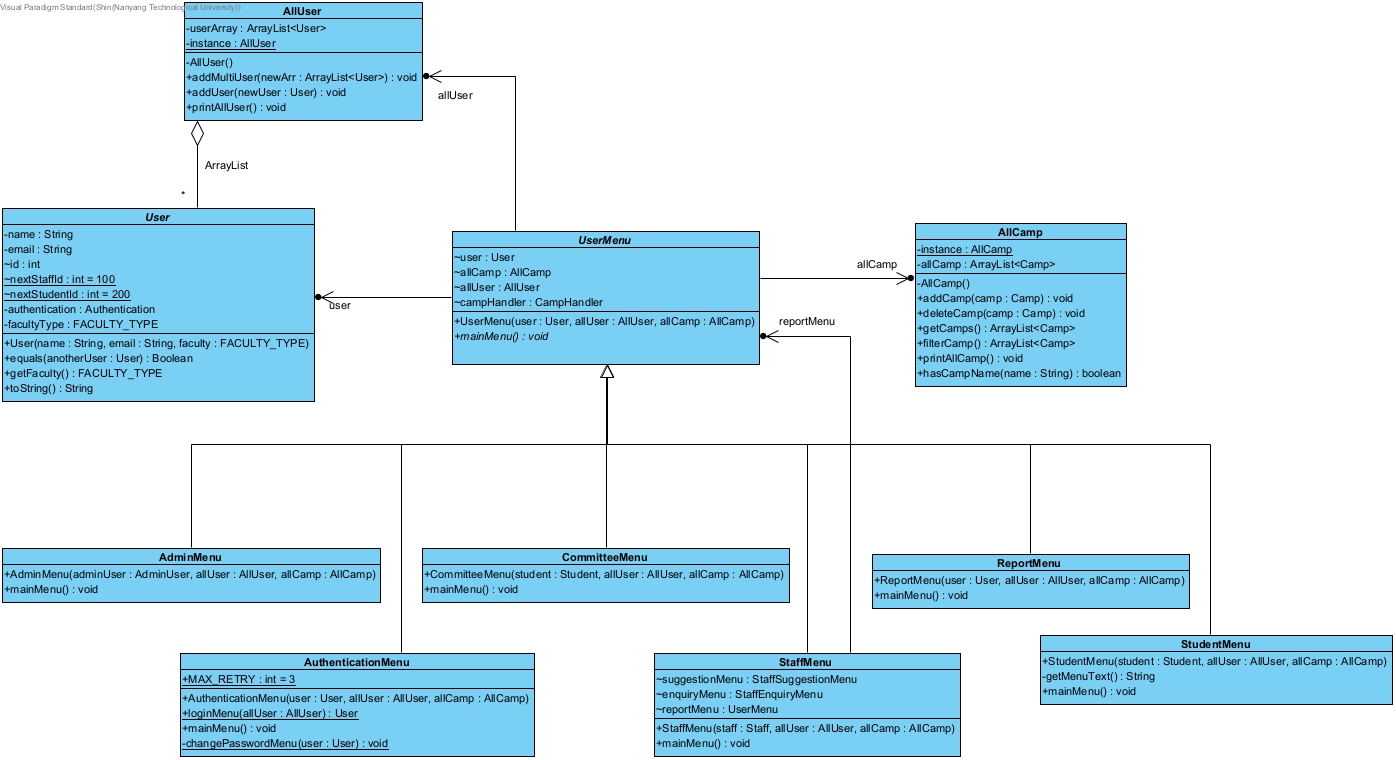 Visual Paradigm Standard(Shin(Nanyang Technological University))
AllUser
-userArray : ArrayList<User>
-instance : AllUser
-AllUser()
+addMultiUser(newArr : ArrayList<User>) : void
+addUser(newUser : User) : void
+printAllUser() : void
allUser
ArrayList
*
User
-name : String
-email : String
~id : int
~nextStaffId : int = 100
~nextStudentId : int = 200
-authentication : Authentication
-facultyType : FACULTY_TYPE
+User(name : String, email : String, faculty : FACULTY_TYPE)
+equals(anotherUser : User) : Boolean
+getFaculty() : FACULTY_TYPE
+toString() : String
user
UserMenu
~user : User
~allCamp : AllCamp
~allUser : AllUser
~campHandler : CampHandler
+UserMenu(user : User, allUser : AllUser, allCamp : AllCamp)
+mainMenu() : void
allCamp
reportMenu
AllCamp
-instance : AllCamp
-allCamp : ArrayList<Camp>
-AllCamp()
+addCamp(camp : Camp) : void
+deleteCamp(camp : Camp) : void
+getCamps() : ArrayList<Camp>
+filterCamp() : ArrayList<Camp>
+printAllCamp() : void
+hasCampName(name : String) : boolean
AdminMenu
+AdminMenu(adminUser : AdminUser, allUser : AllUser, allCamp : AllCamp)
+mainMenu() : void
CommitteeMenu
+CommitteeMenu(student : Student, allUser : AllUser, allCamp : AllCamp)
+mainMenu() : void
ReportMenu
+ReportMenu(user : User, allUser : AllUser, allCamp : AllCamp)
+mainMenu() : void
AuthenticationMenu
+MAX_RETRY : int = 3
+AuthenticationMenu(user : User, allUser : AllUser, allCamp : AllCamp)
+loginMenu(allUser : AllUser) : User
+mainMenu() : void
-changePasswordMenu(user : User) : void
StaffMenu
~suggestionMenu : StaffSuggestionMenu
~enquiryMenu : StaffEnquiryMenu
~reportMenu : UserMenu
+StaffMenu(staff : Staff, allUser : AllUser, allCamp : AllCamp)
+mainMenu() : void
StudentMenu
+StudentMenu(student : Student, allUser : AllUser, allCamp : AllCamp)
-getMenuText() : String
+mainMenu() : void